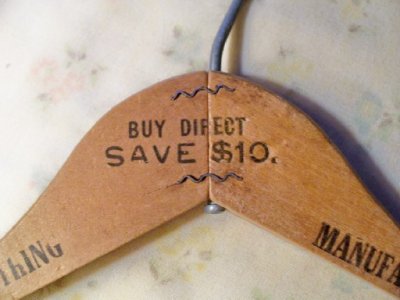 BUY DIRECT
SAVE $10.
ThING
MANUFA